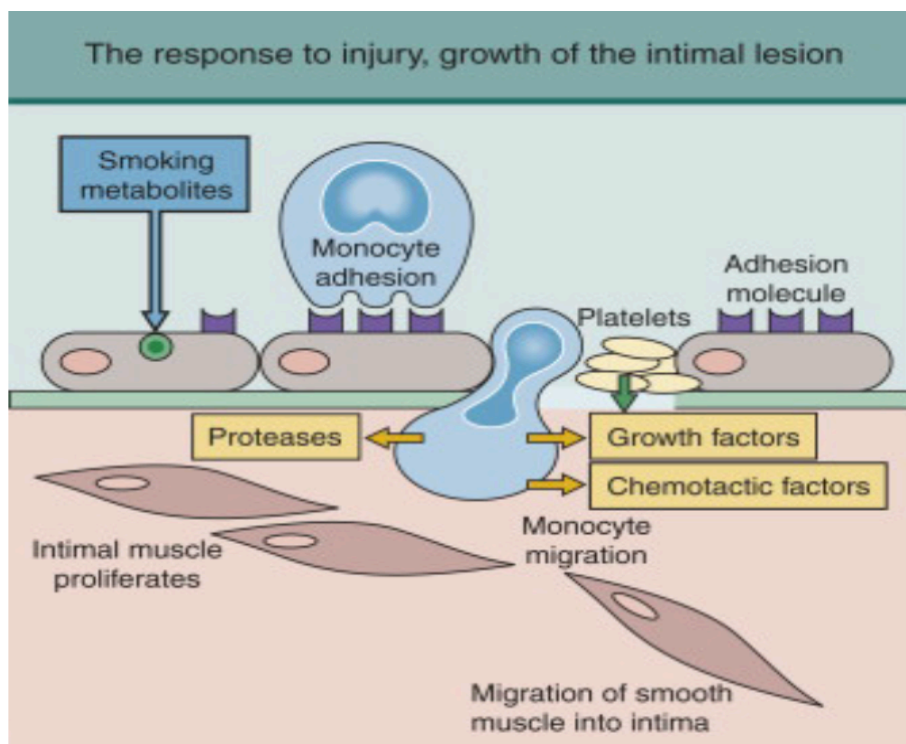 The response to injury, growth of the intimal lesion
Smoking
metabolites
Monocyte
adhesion
Adhesion
molecule
Platelets
Proteases
Growth factors
Chemotactic factors
Monocyte
migration
Intimal muscle
proliferates
Migration of smooth
muscle into intima